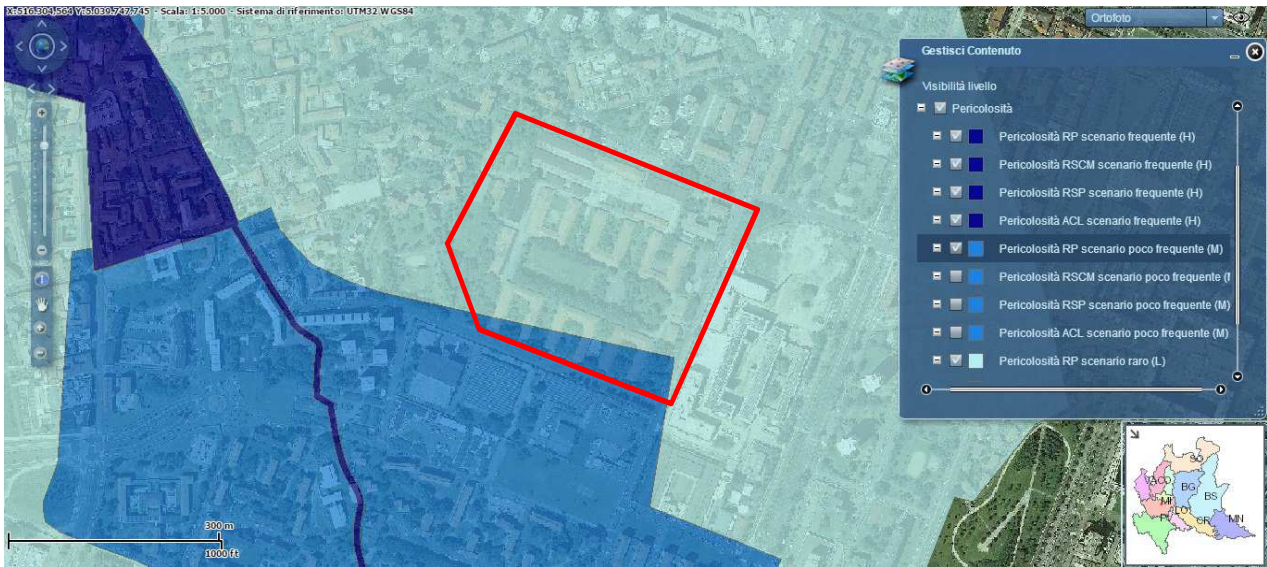 X:516.304,564 Y:5.039.747,745 - Scala: 1:5.000 - Sistema di riferimento: UTM32 WGS84
Ortofoto
Gestisci Contenuto
Visibilità livello
Pericolosità
Pericolosità RP scenario frequente (H)
Pericolosità RSCM scenario frequente (H)
Pericolosità RSP scenario frequente (H)
Pericolosità ACL scenario frequente (H)
Pericolosità RP scenario poco frequente (M)
Pericolosità RSCM scenario poco frequente (
Pericolosità RSP scenario poco frequente (M)
Pericolosità ACL scenario poco frequente (M)
Pericolosità RP scenario raro (L)
300 m
1000 ft
SO
CO
BG
BS
MI
LO
CR
MN